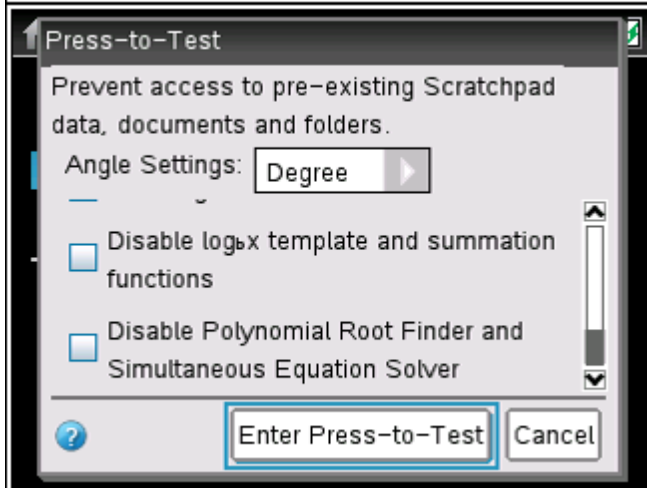 Press-to-Test
Prevent access to pre-existing Scratchpad
data, documents and folders.
Angle Settings:
Degree
Disable logьx template and summation
functions
Disable Polynomial Root Finder and
Simultaneous Equation Solver
Enter Press-to-Test
Cancel